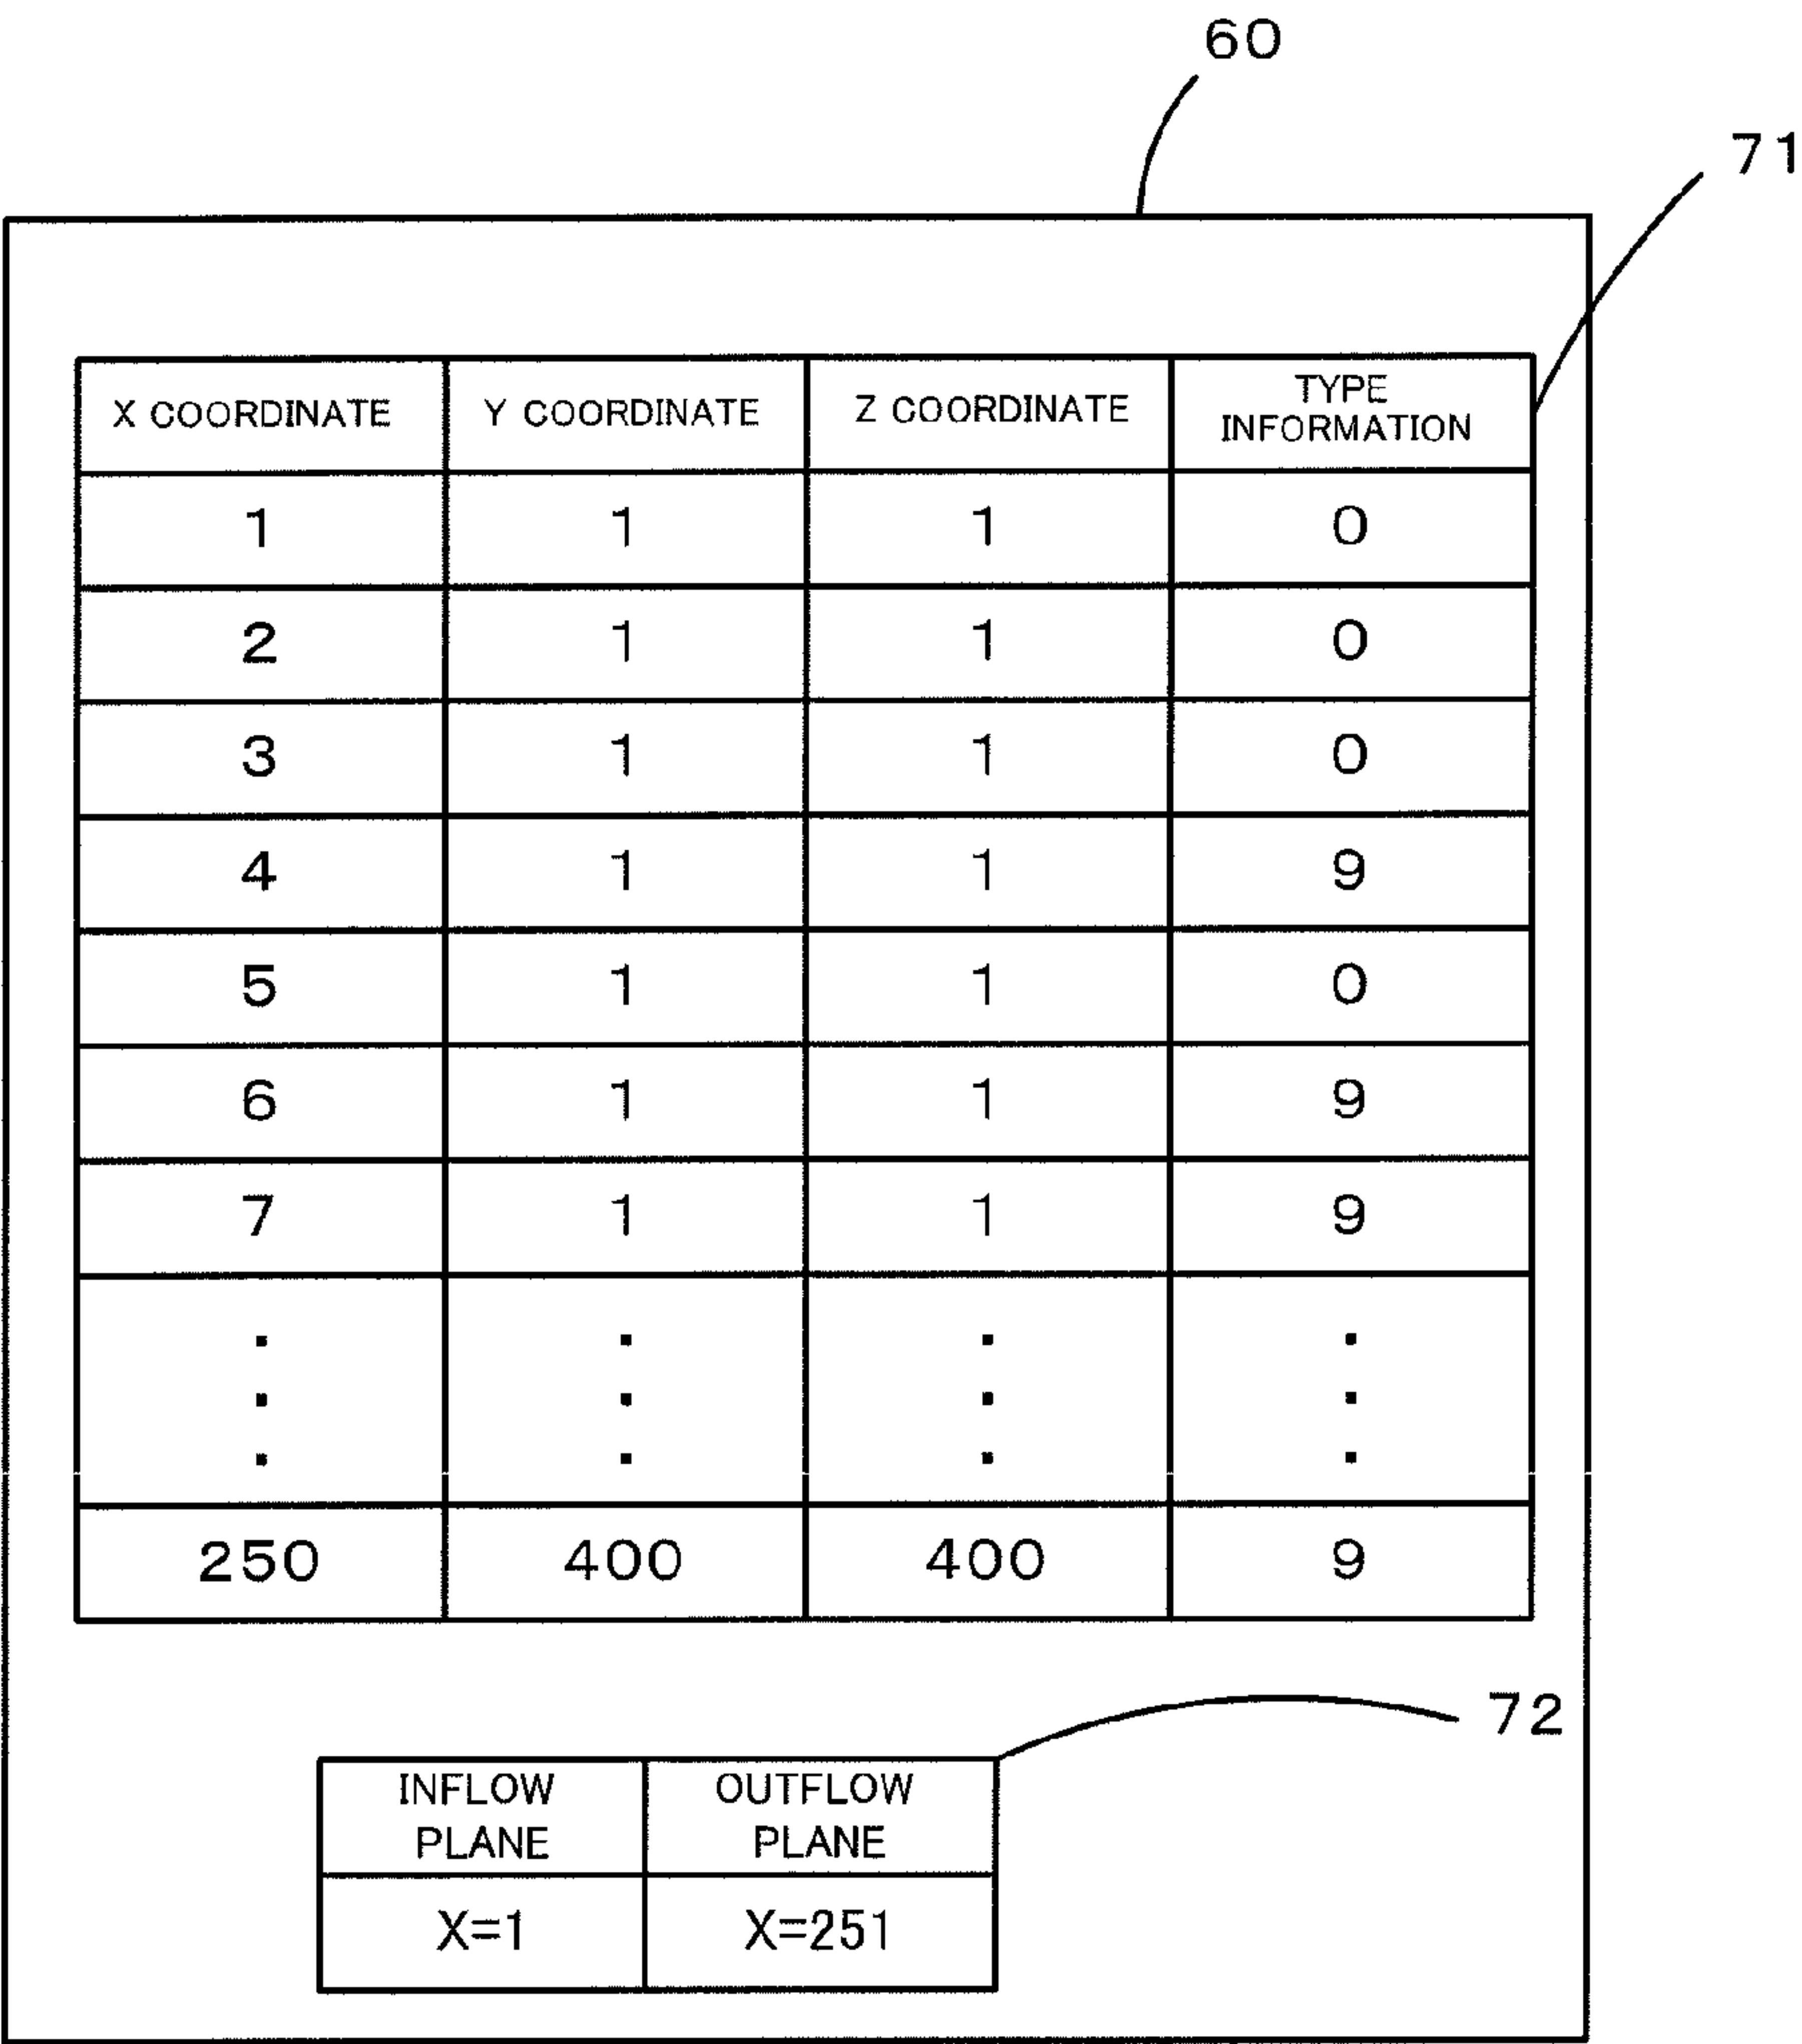 60
71
X COORDINATE Y COORDINATE Z COORDINATE TYPE INFORMATION
1 1 1 0
2 1 1 0
3 1 1 0
4 1 1 9
5 1 1 0
6 1 1 9
7 1 1 9
. . . .
. . . .
. . . .
250 400 400 9
72
INFLOW PLANE OUTFLOW PLANE
X=1 X=251